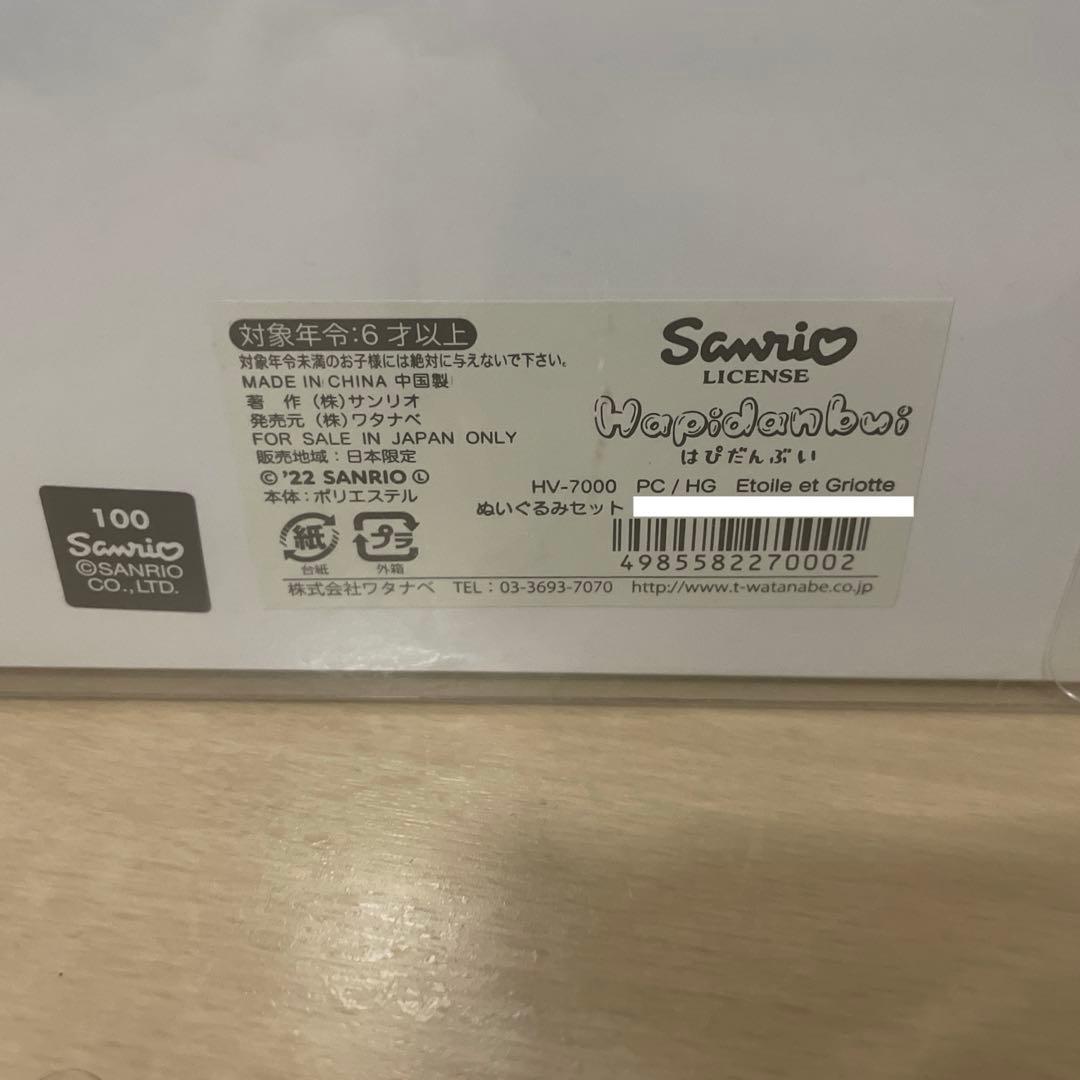 対象年令:6才以上
対象年令未満のお子様には絶対に与えないで下さい。
MADE IN CHINA 中国製
著 作 (株)サンリオ
発売元 (株)ワタナベ
FOR SALE IN JAPAN ONLY
販売地域:日本限定
© '22 SANRIO Ⓛ
本体:ポリエステル
紙
台紙
プラ
外箱
Sanrio
LICENSE
Hapidanbui
はぴだんぶい
HV-7000 PC / HG Etoile et Griotte
ぬいぐるみセット
4985582270002
株式会社ワタナベ TEL:03-3693-7070 http://www.t-watanabe.co.jp
100
Sanrio
©SANRIO
CO.,LTD.